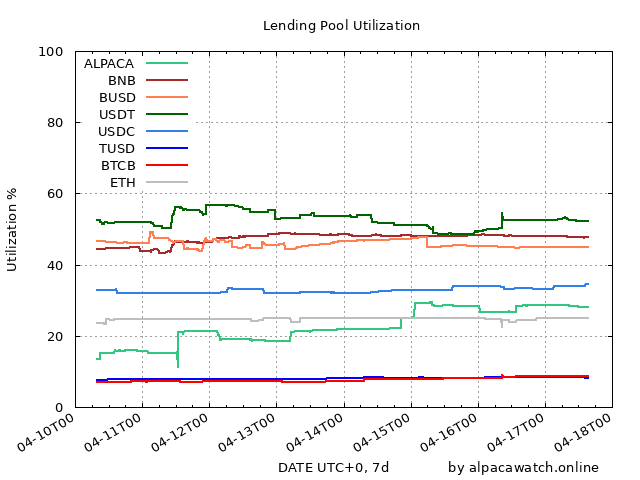 Lending Pool Utilization
Utilization %
100
80
60
40
20
0
ALPACA
BNB
BUSD
USDT
USDC
TUSD
BTCB
ETH
04-10T00
04-11T00
04-12T00
04-13T00
04-14T00
04-15T00
04-16T00
04-17T00
04-18T00
DATE UTC+0, 7d
by alpacawatch.online